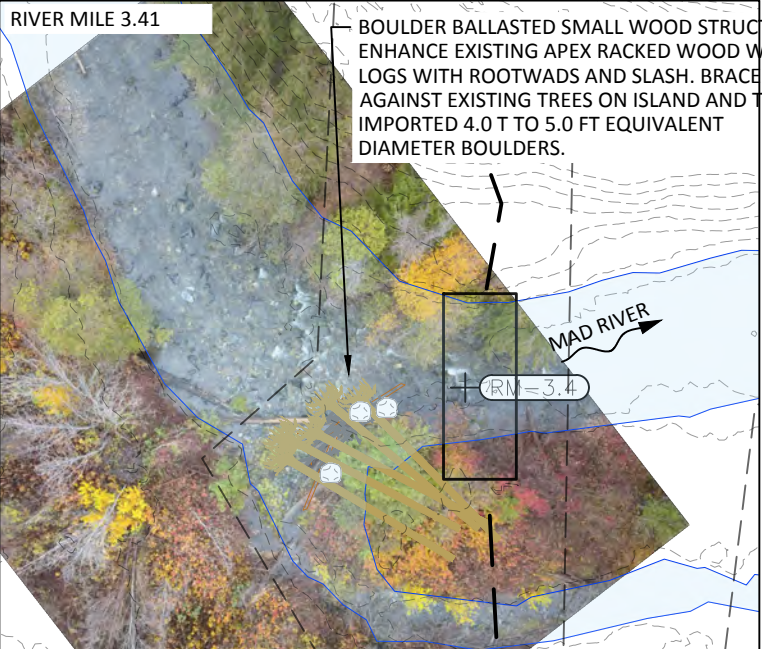 RIVER MILE 3.41
BOULDER BALLASTED SMALL WOOD STRUCT
ENHANCE EXISTING APEX RACKED WOOD W
LOGS WITH ROOTWADS AND SLASH. BRACE
AGAINST EXISTING TREES ON ISLAND AND T
IMPORTED 4.0 T TO 5.0 FT EQUIVALENT
DIAMETER BOULDERS.
MAD RIVER
RM=3.4